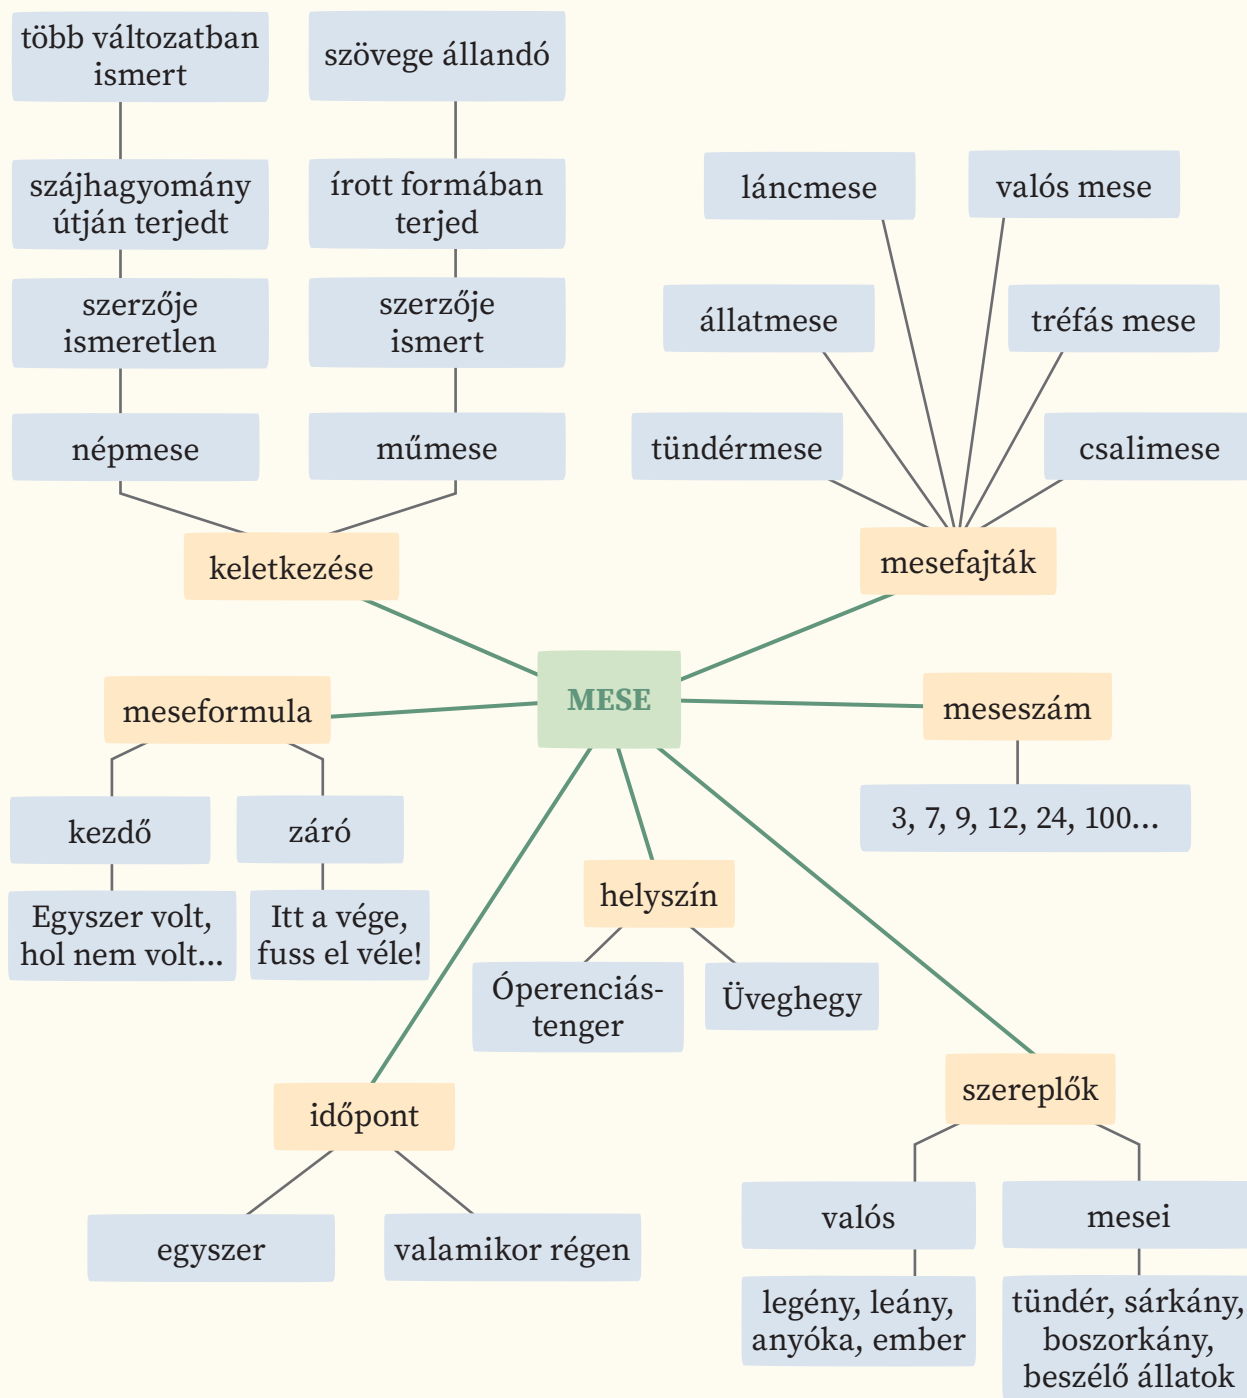 több változatban
ismert
szövege állandó
szájhagyomány
útján terjedt
írott formában
terjed
szerzője
ismeretlen
szerzője
ismert
népmese
műmese
keletkezése
láncmese
valós mese
állatmese
tréfás mese
tündérmese
csalimese
mesefajták
MESE
meseformula
kezdő
záró
Egyszer volt,
hol nem volt...
Itt a vége,
fuss el véle!
meseszám
3, 7, 9, 12, 24, 100...
helyszín
Óperenciás-
tenger
Üveghegy
időpont
egyszer
valamikor régen
szereplők
valós
mesei
legény, leány,
anyóka, ember
tündér, sárkány,
boszorkány,
beszélő állatok